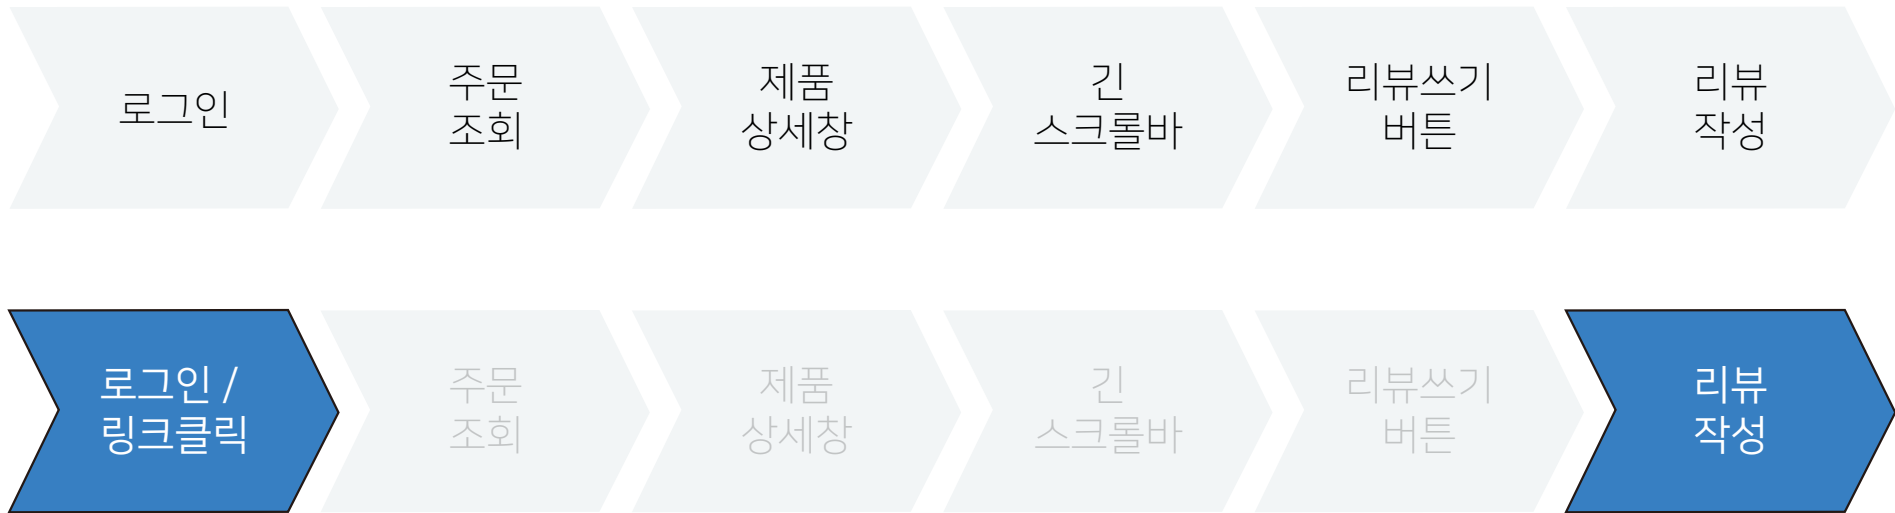 로그인
주문
조회
제품
상세창
긴
스크롤바
리뷰쓰기
버튼
리뷰
작성
로그인 /
링크클릭
주문
조회
제품
상세창
긴
스크롤바
리뷰쓰기
버튼
리뷰
작성